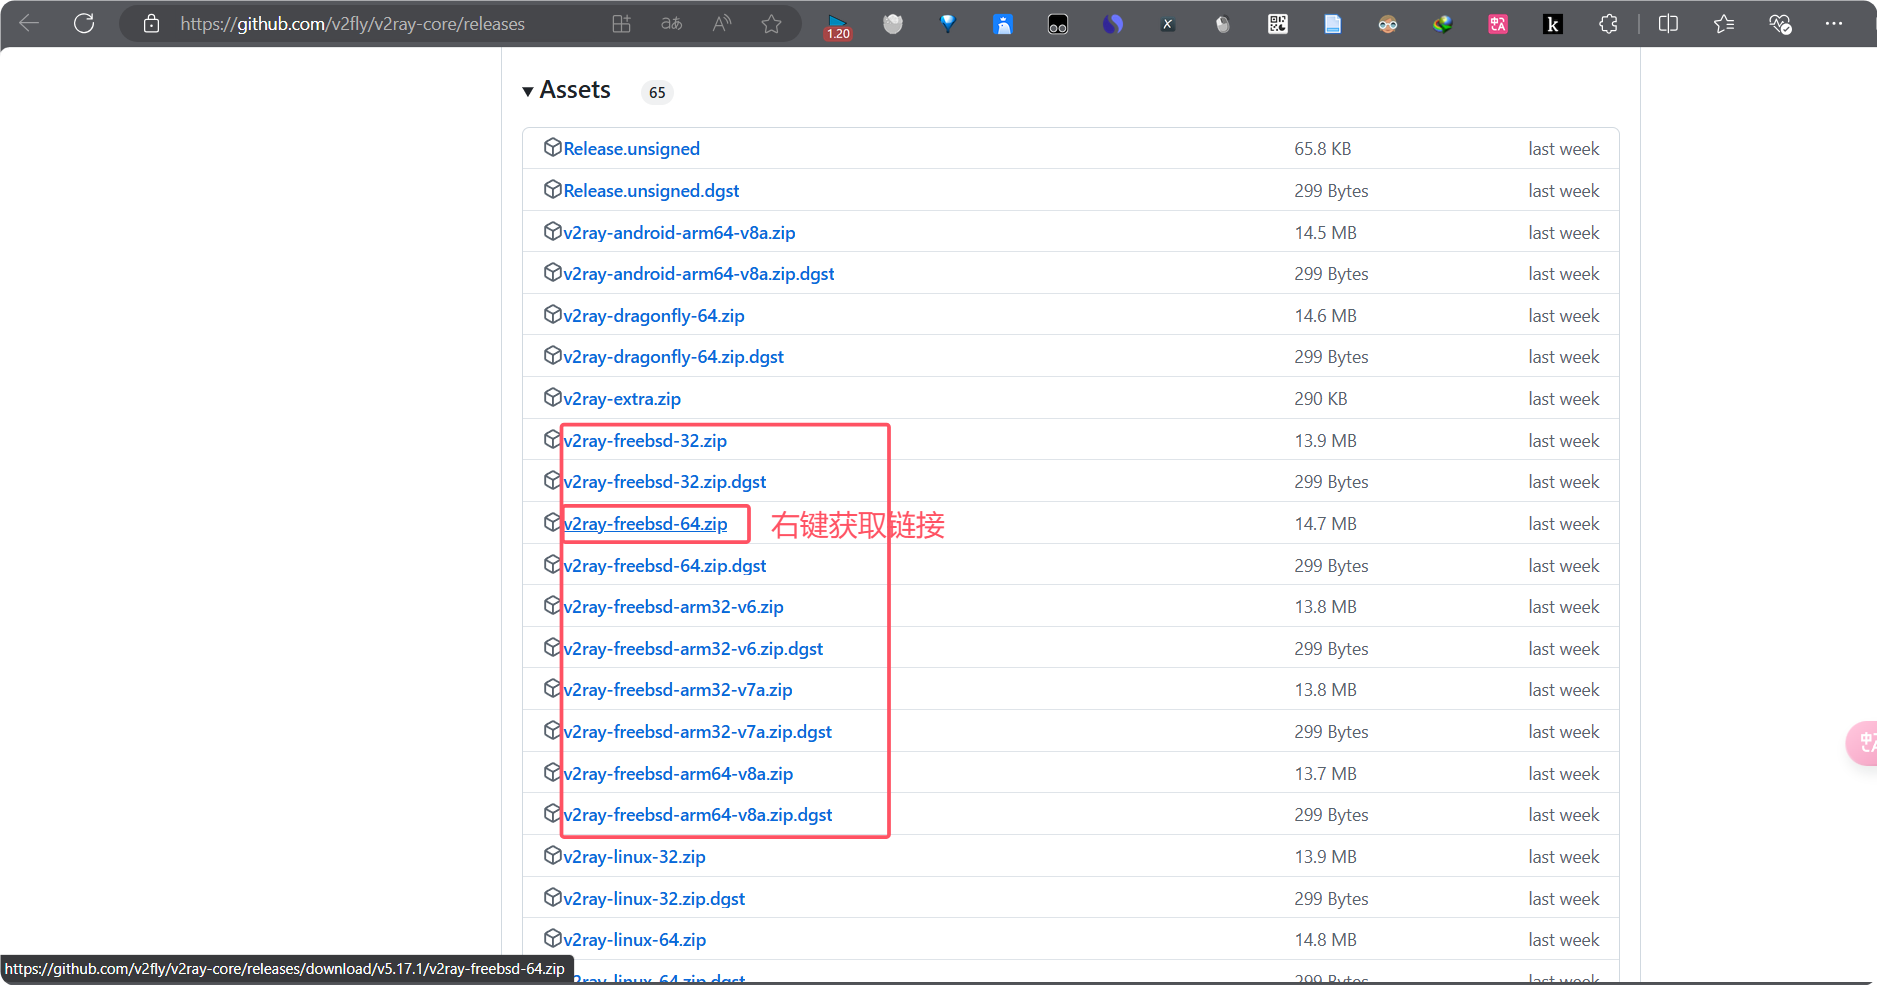 https://github.com/v2fly/v2ray-core/releases
1.20
Assets 65
Release.unsigned 65.8 KB last week
Release.unsigned.dgst 299 Bytes last week
v2ray-android-arm64-v8a.zip 14.5 MB last week
v2ray-android-arm64-v8a.zip.dgst 299 Bytes last week
v2ray-dragonfly-64.zip 14.6 MB last week
v2ray-dragonfly-64.zip.dgst 299 Bytes last week
v2ray-extra.zip 290 KB last week
v2ray-freebsd-32.zip 13.9 MB last week
v2ray-freebsd-32.zip.dgst 299 Bytes last week
v2ray-freebsd-64.zip 右键获取链接 14.7 MB last week
v2ray-freebsd-64.zip.dgst 299 Bytes last week
v2ray-freebsd-arm32-v6.zip 13.8 MB last week
v2ray-freebsd-arm32-v6.zip.dgst 299 Bytes last week
v2ray-freebsd-arm32-v7a.zip 13.8 MB last week
v2ray-freebsd-arm32-v7a.zip.dgst 299 Bytes last week
v2ray-freebsd-arm64-v8a.zip 13.7 MB last week
v2ray-freebsd-arm64-v8a.zip.dgst 299 Bytes last week
v2ray-linux-32.zip 13.9 MB last week
v2ray-linux-32.zip.dgst 299 Bytes last week
v2ray-linux-64.zip 14.8 MB last week
v2ray-linux-64.zip.dgst 299 Bytes last week
https://github.com/v2fly/v2ray-core/releases/download/v5.17.1/v2ray-freebsd-64.zip